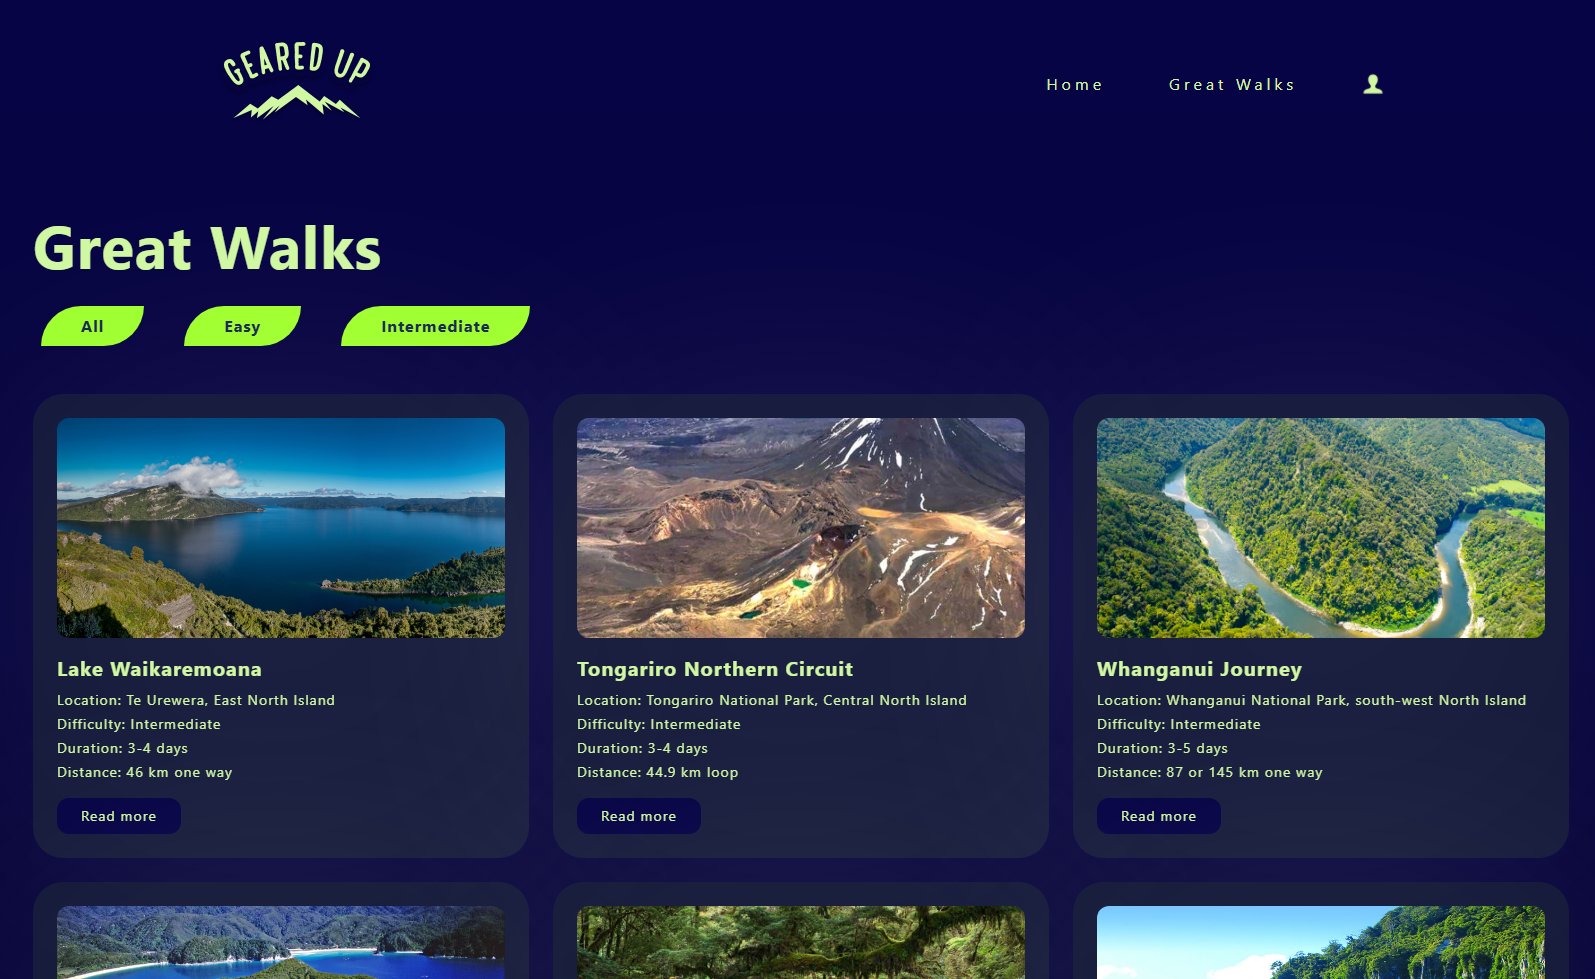 GEARED UP
Home
Great Walks
Great Walks
All
Easy
Intermediate
Lake Waikaremoana
Location: Te Urewera, East North Island
Difficulty: Intermediate
Duration: 3-4 days
Distance: 46 km one way
Read more
Tongariro Northern Circuit
Location: Tongariro National Park, Central North Island
Difficulty: Intermediate
Duration: 3-4 days
Distance: 44.9 km loop
Read more
Whanganui Journey
Location: Whanganui National Park, south-west North Island
Difficulty: Intermediate
Duration: 3-5 days
Distance: 87 or 145 km one way
Read more